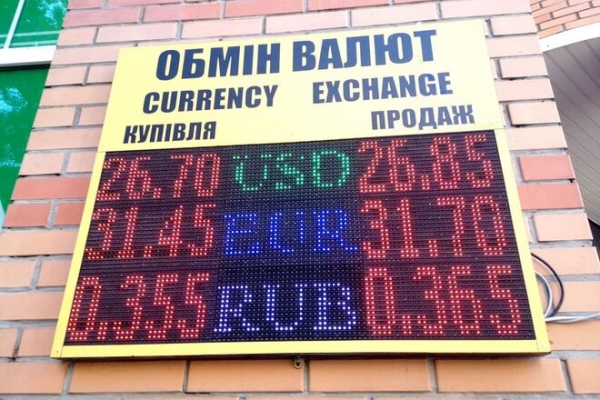 ОБМІН ВАЛЮТ
CURRENCY EXCHANGE
КУПІВЛЯ ПРОДАЖ
26.70 USD 26.85
31.45 EUR 31.70
0.355 RUB 0.365